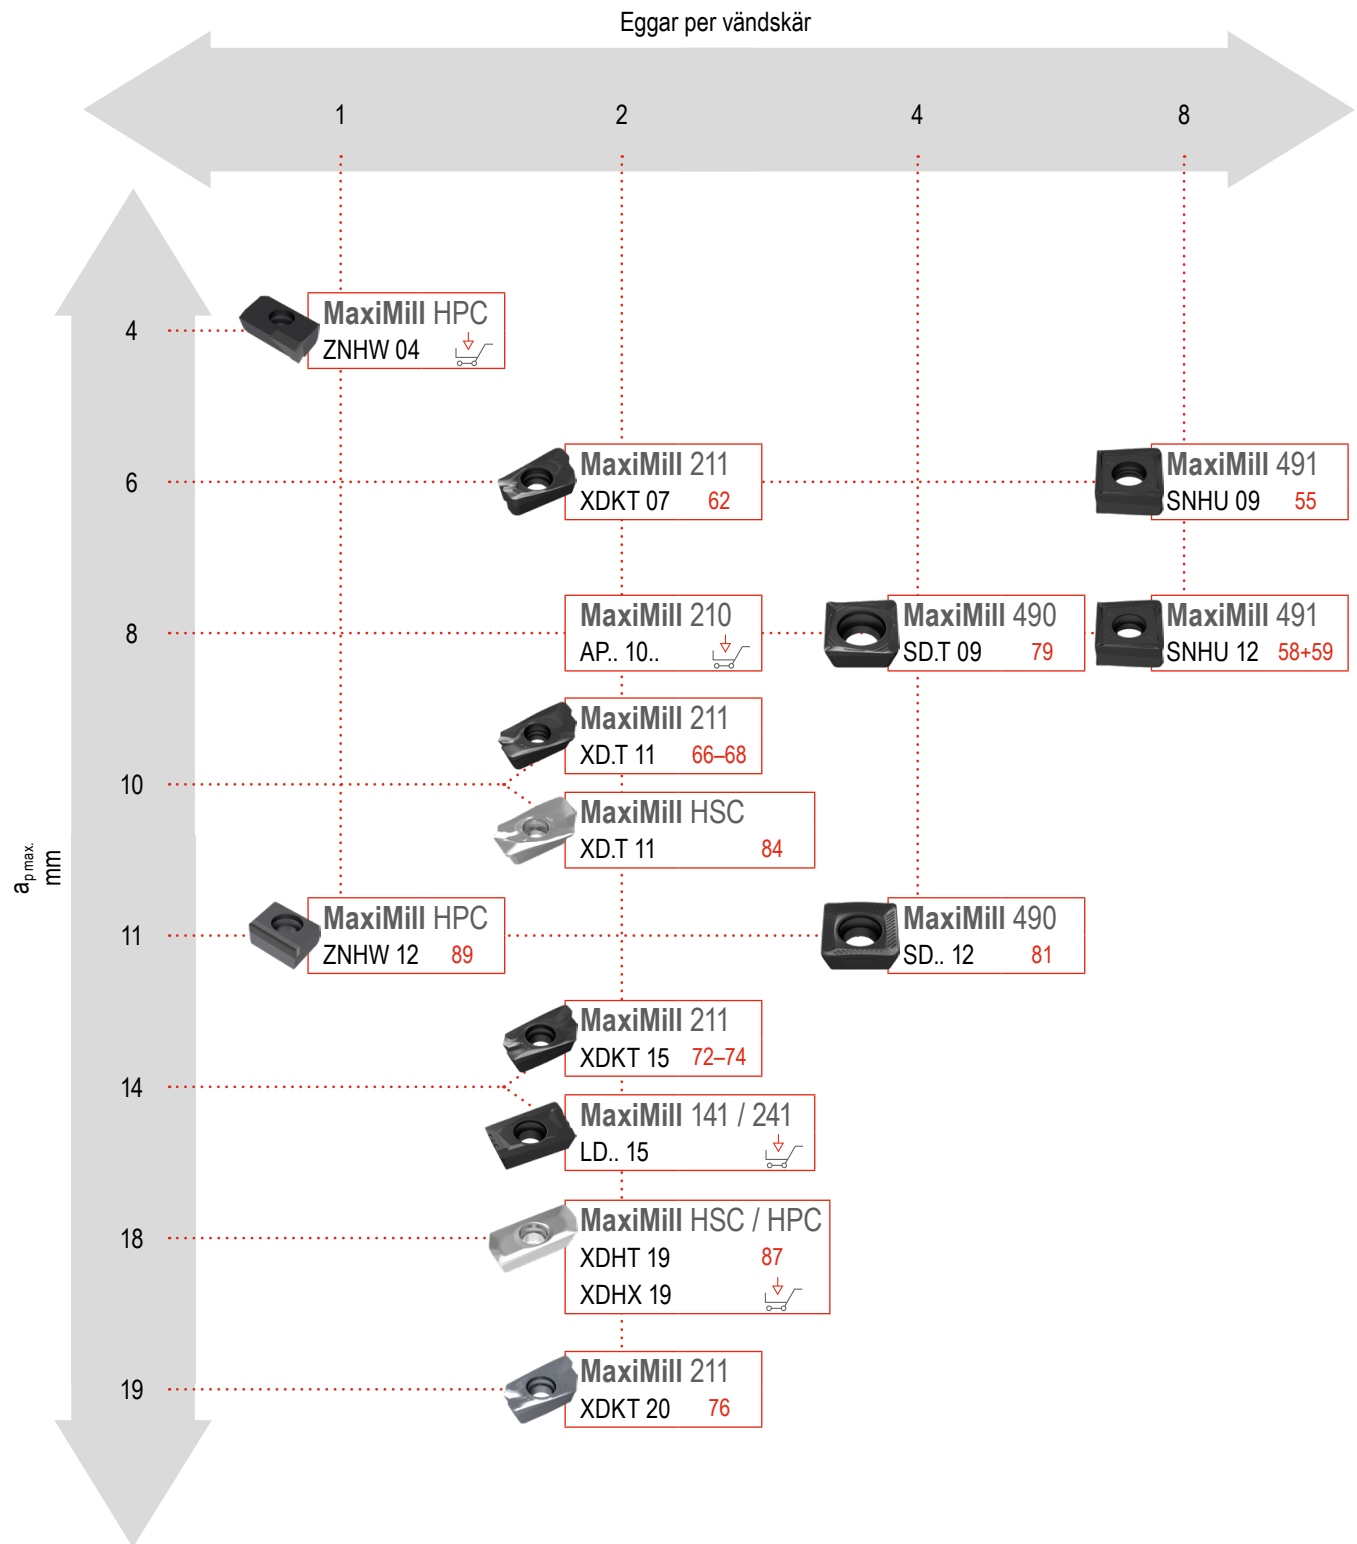 Eggar per vändskär
1
2
4
8
4
MaxiMill HPC
ZNHW 04
6
MaxiMill 211
XDKT 07 62
MaxiMill 491
SNHU 09 55
8
MaxiMill 210
AP.. 10..
MaxiMill 490
SD.T 09 79
MaxiMill 491
SNHU 12 58+59
10
MaxiMill 211
XD.T 11 66–68
MaxiMill HSC
XD.T 11 84
ap max.
mm
11
MaxiMill HPC
ZNHW 12 89
MaxiMill 490
SD.. 12 81
14
MaxiMill 211
XDKT 15 72–74
MaxiMill 141 / 241
LD.. 15
18
MaxiMill HSC / HPC
XDHT 19 87
XDHX 19
19
MaxiMill 211
XDKT 20 76